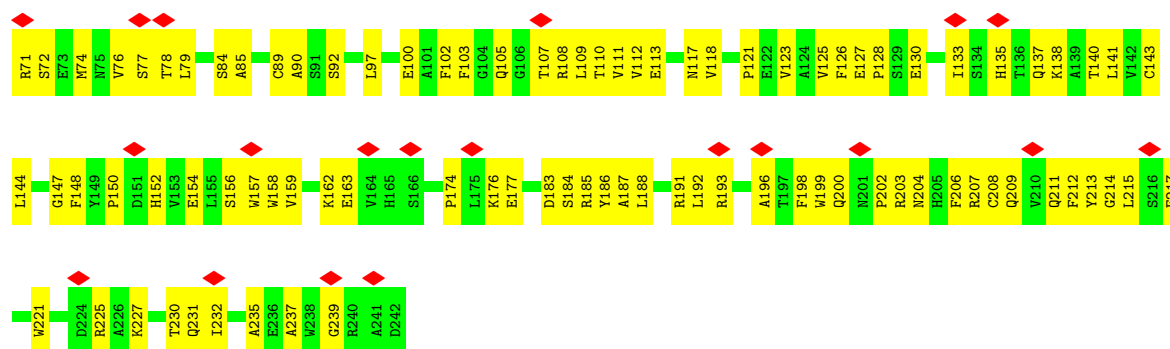 R71 S72 E73 M74 N75 V76 S77 T78 L79 S84 A85 C89 A90 S91 S92 L97 E100 A101 F102 F103 G104 Q105 G106 T107 R108 L109 T110 V111 V112 E113 N117 V118 P121 E122 V123 A124 V125 F126 E127 P128 S129 E130 I133 S134 H135 T136 Q137 K138 A139 T140 L141 V142 C143
L144 G147 F148 Y149 P150 D151 H152 V153 E154 L155 S156 W157 W158 V159 K162 E163 V164 H165 S166 P174 L175 K176 E177 D183 S184 R185 Y186 A187 L188 R191 L192 R193 A196 T197 F198 W199 Q200 N201 P202 R203 N204 H205 F206 R207 C208 Q209 V210 Q211 F212 Y213 G214 L215 S216
W221 D224 R225 A226 K227 T230 Q231 I232 A235 E236 A237 W238 G239 R240 A241 D242